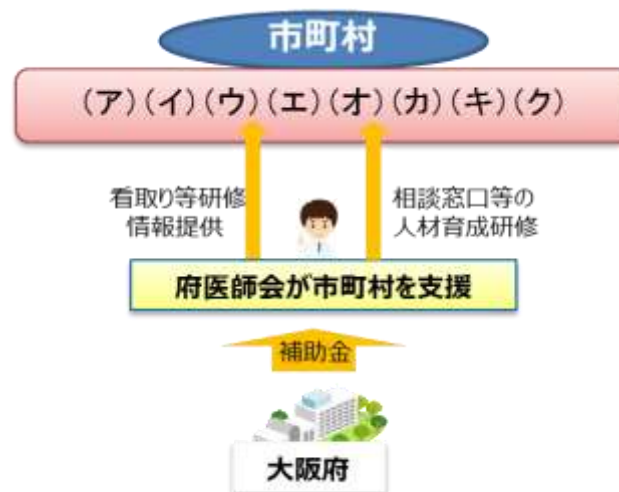 市町村
(ア)(イ)(ウ)(エ)(オ)(カ)(キ)(ク)
看取り等研修
情報提供
相談窓口等の
人材育成研修
府医師会が市町村を支援
補助金
大阪府